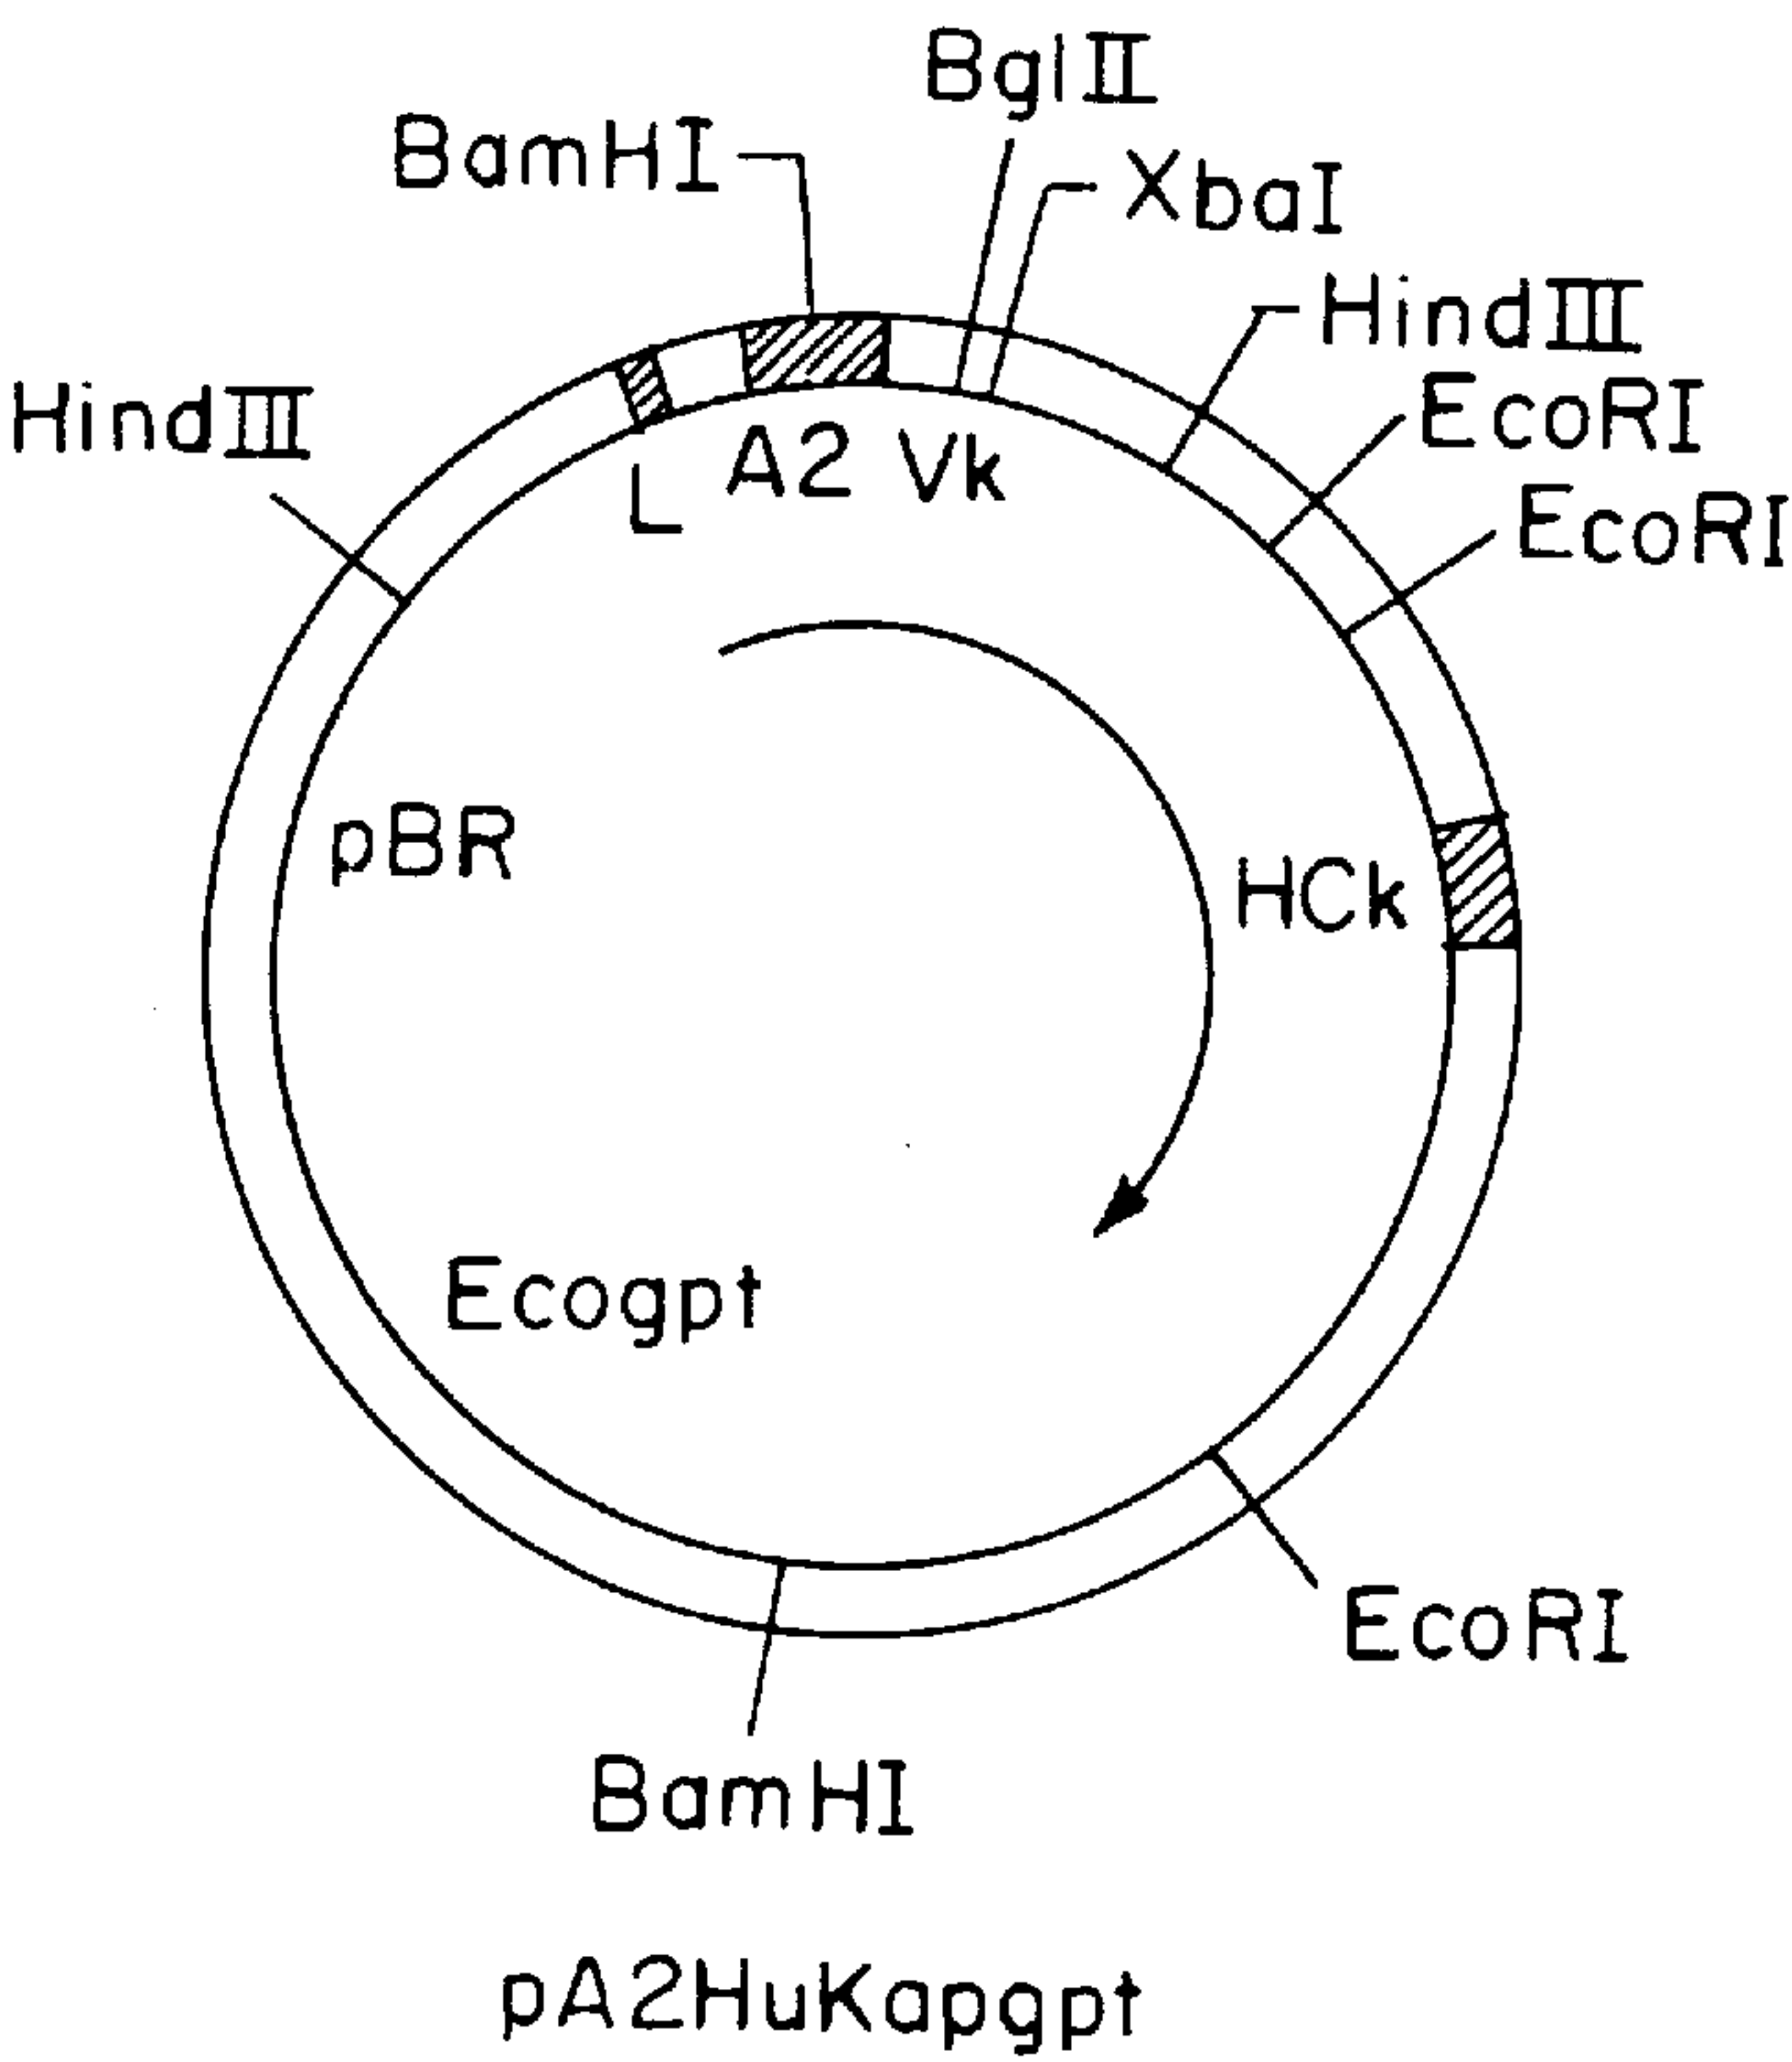 BglII
BamHI
XbaI
HindIII
EcoRI
HindIII
EcoRI
L
A2 Vk
pBR
HCk
Ecogpt
EcoRI
BamHI
pA2HuKapgpt